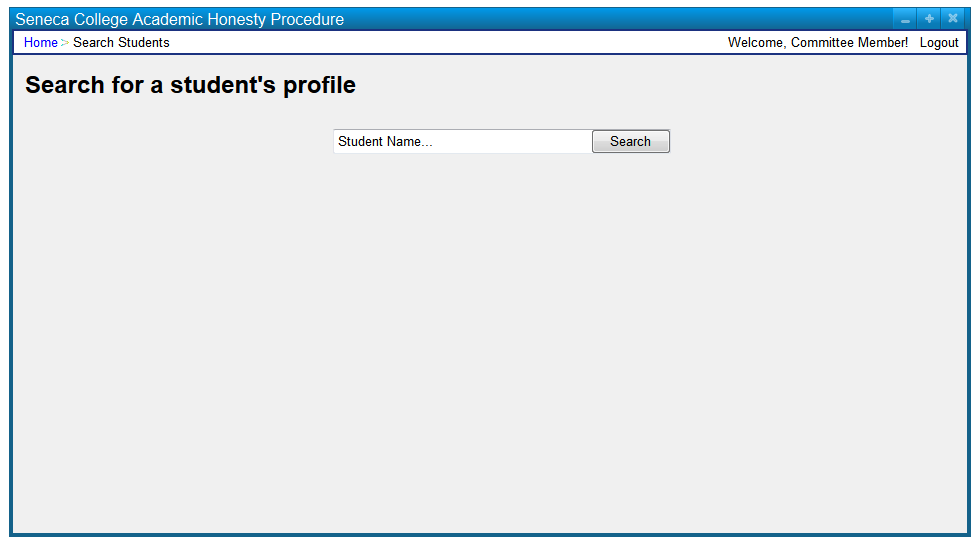 Seneca College Academic Honesty Procedure
Home > Search Students Welcome, Committee Member! Logout
Search for a student's profile
Student Name... Search